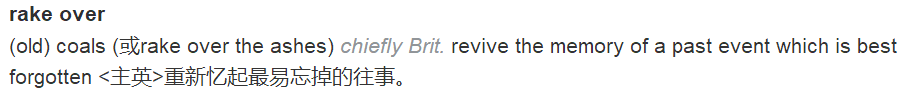 rake over
(old) coals (或rake over the ashes) chiefly Brit. revive the memory of a past event which is best
forgotten <主英>重新忆起最易忘掉的往事。